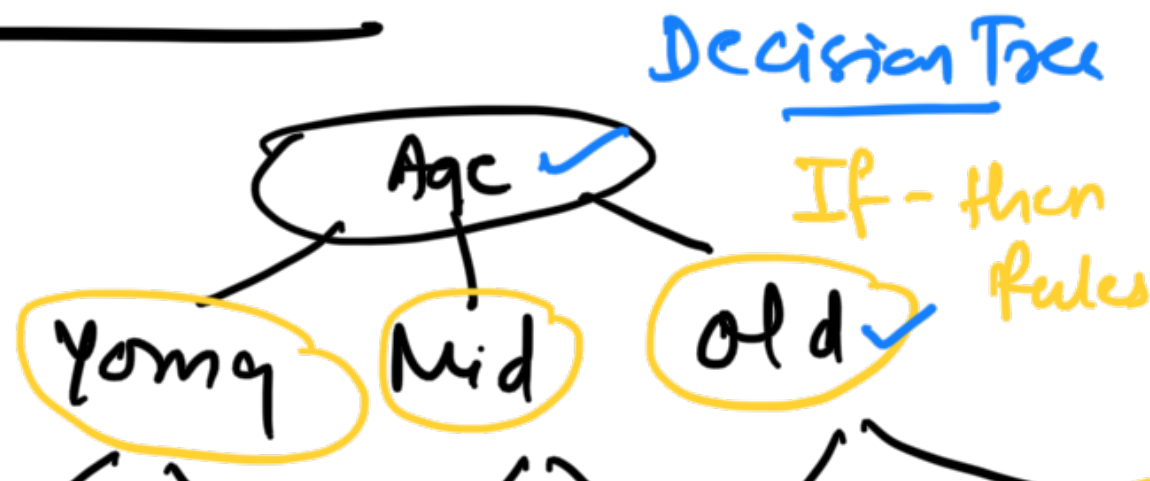 Decision Tree
Age
If - then
Rules
Young Mid Old